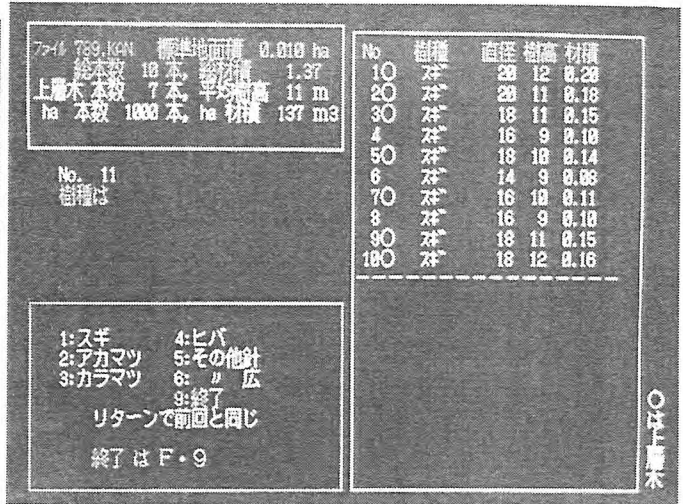 ファイル 789.KAN 標準地面積 0.010 ha
総本数 10 本, 総材積 1.37
上層木 本数 7 本, 平均樹高 11 m
ha 本数 1000 本, ha 材積 137 m3
No. 11
樹種は
1:スギ 4:ヒバ
2:アカマツ 5:その他針
3:カラマツ 6: 〃 広
9:終了
リターンで前回と同じ
終了 は F・9
No 樹種 直径 樹高 材積
1〇 スギ 20 12 0.20
2〇 スギ 20 11 0.18
3〇 スギ 18 11 0.15
4 スギ 16 9 0.10
5〇 スギ 18 10 0.14
6 スギ 14 9 0.08
7〇 スギ 16 10 0.11
8 スギ 16 9 0.10
9〇 スギ 18 11 0.15
10〇 スギ 18 12 0.16
〇は上層木